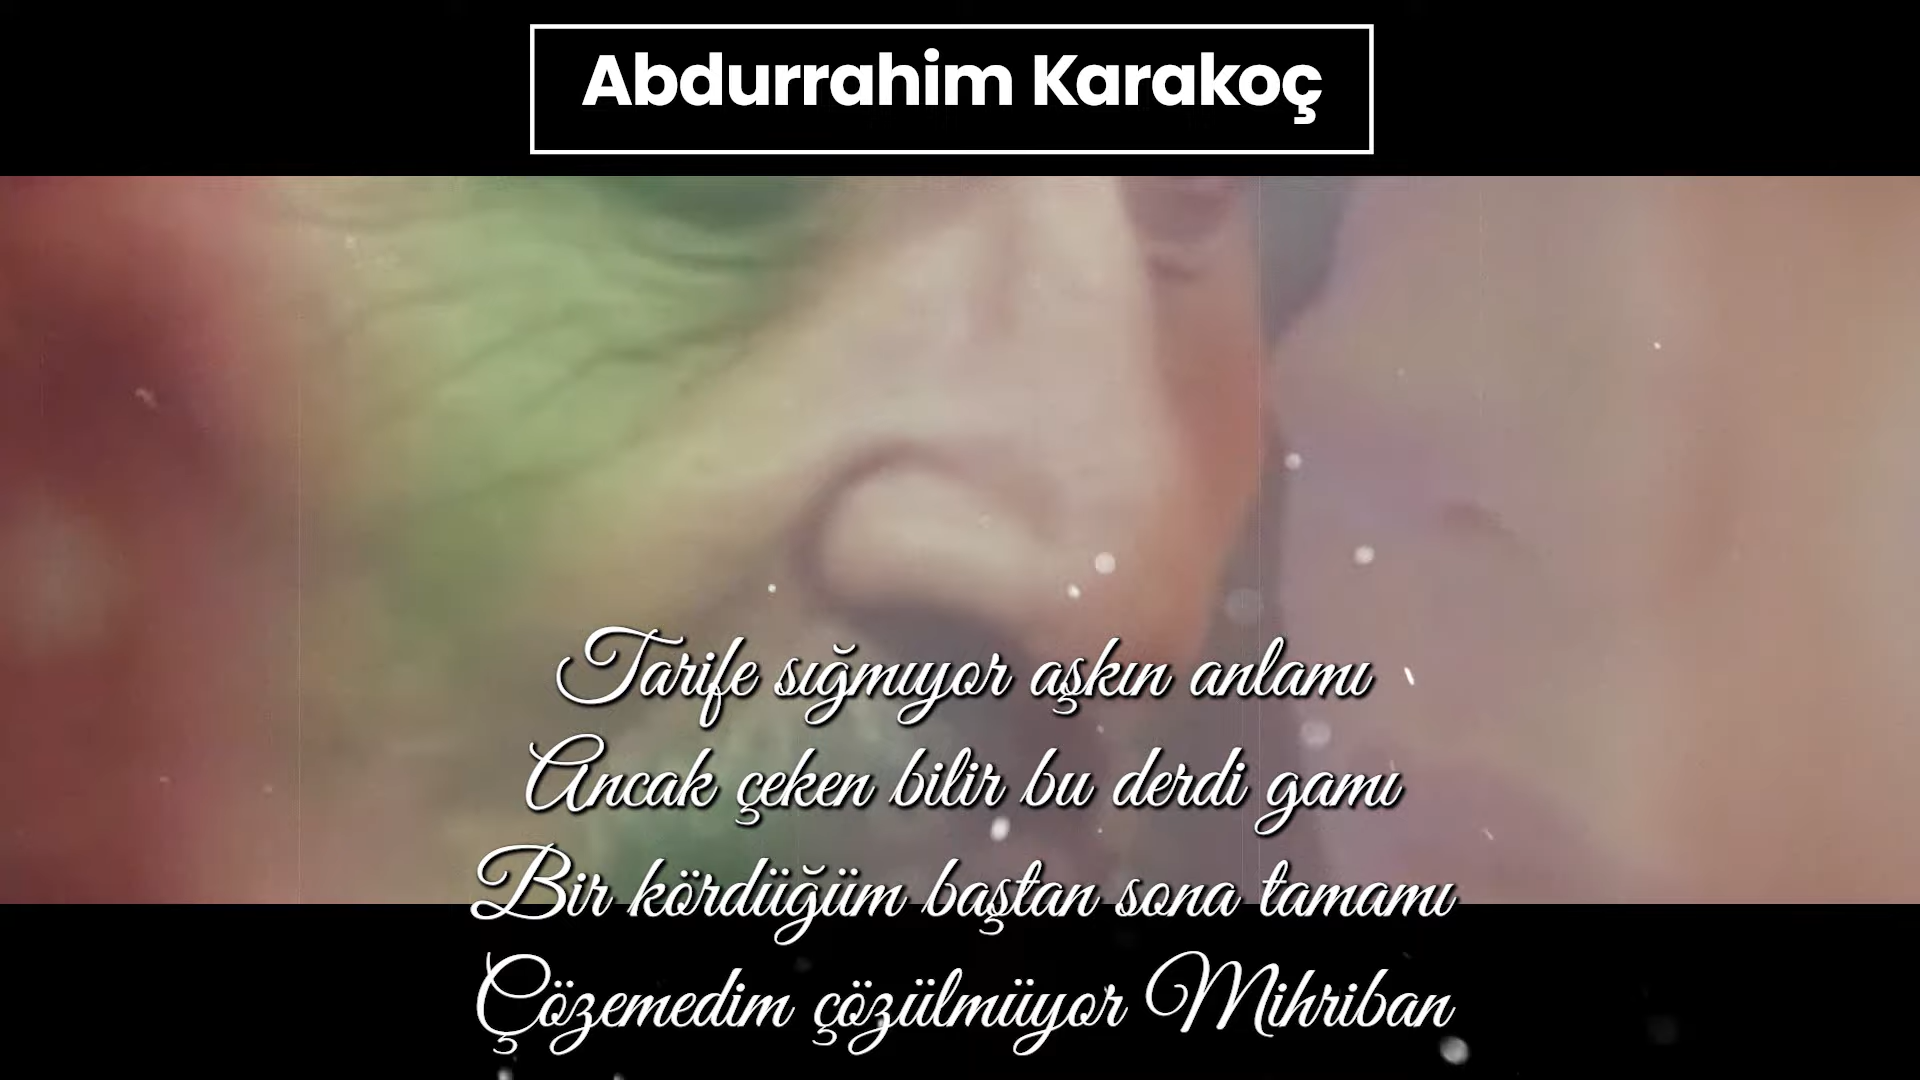 Abdurrahim Karakoç
Tarife sığmıyor aşkın anlamı
Ancak çeken bilir bu derdi gamı
Bir kördüğüm baştan sona tamamı
Çözemedim çözülmüyor Mihriban